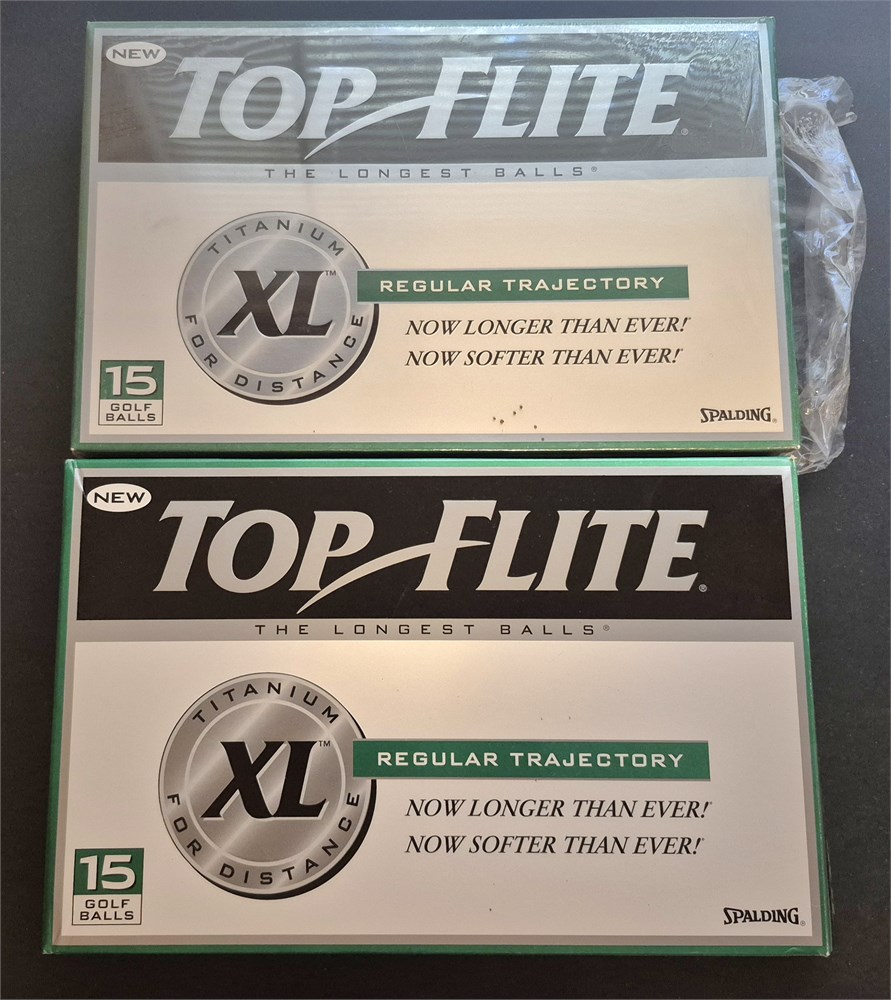 NEW
TOP FLITE®
THE LONGEST BALLS®
TITANIUM
XL™
FOR DISTANCE
REGULAR TRAJECTORY
NOW LONGER THAN EVER!*
NOW SOFTER THAN EVER!*
15
GOLF
BALLS
SPALDING®
NEW
TOP FLITE®
THE LONGEST BALLS®
TITANIUM
XL™
FOR DISTANCE
REGULAR TRAJECTORY
NOW LONGER THAN EVER!*
NOW SOFTER THAN EVER!*
15
GOLF
BALLS
SPALDING®